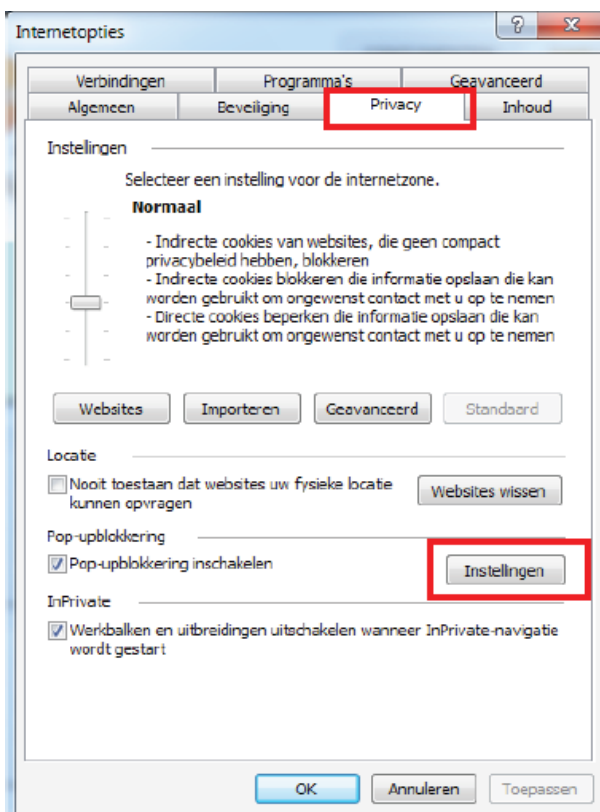 Internetopties
Verbindingen Programma's Geavanceerd
Algemeen Beveiliging Privacy Inhoud
Instellingen
Selecteer een instelling voor de internetzone.
Normaal
- Indirecte cookies van websites, die geen compact
privacybeleid hebben, blokkeren
- Indirecte cookies blokkeren die informatie opslaan die kan
worden gebruikt om ongewenst contact met u op te nemen
- Directe cookies beperken die informatie opslaan die kan
worden gebruikt om ongewenst contact met u op te nemen
Websites Importeren Geavanceerd Standaard
Locatie
Nooit toestaan dat websites uw fysieke locatie
kunnen opvragen
Websites wissen
Pop-upblokkering
Pop-upblokkering inschakelen
Instellingen
InPrivate
Werkbalken en uitbreidingen uitschakelen wanneer InPrivate-navigatie
wordt gestart
OK Annuleren Toepassen